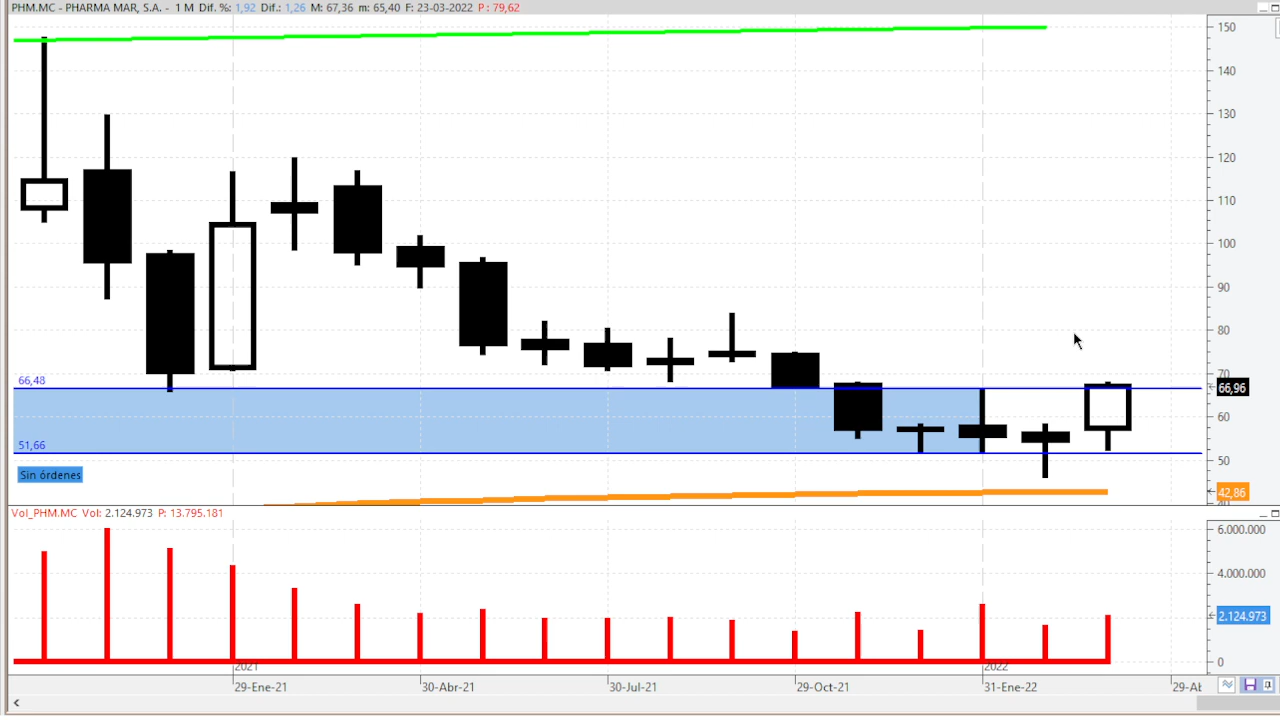 PHM.MC - PHARMA MAR, S.A. - 1 M Dif. %: 1,92 Dif.: 1,26 M: 67,36 m: 65,40 F: 23-03-2022 P: 79,62
150
140
130
120
110
100
90
80
70
66,48
66,96
60
51,66
50
Sin órdenes
42,86
40
Vol_PHM.MC Vol: 2.124.973 P: 13.795.181
6.000.000
4.000.000
2.124.973
0
2021
2022
29-Ene-21
30-Abr-21
30-Jul-21
29-Oct-21
31-Ene-22
29-Ab